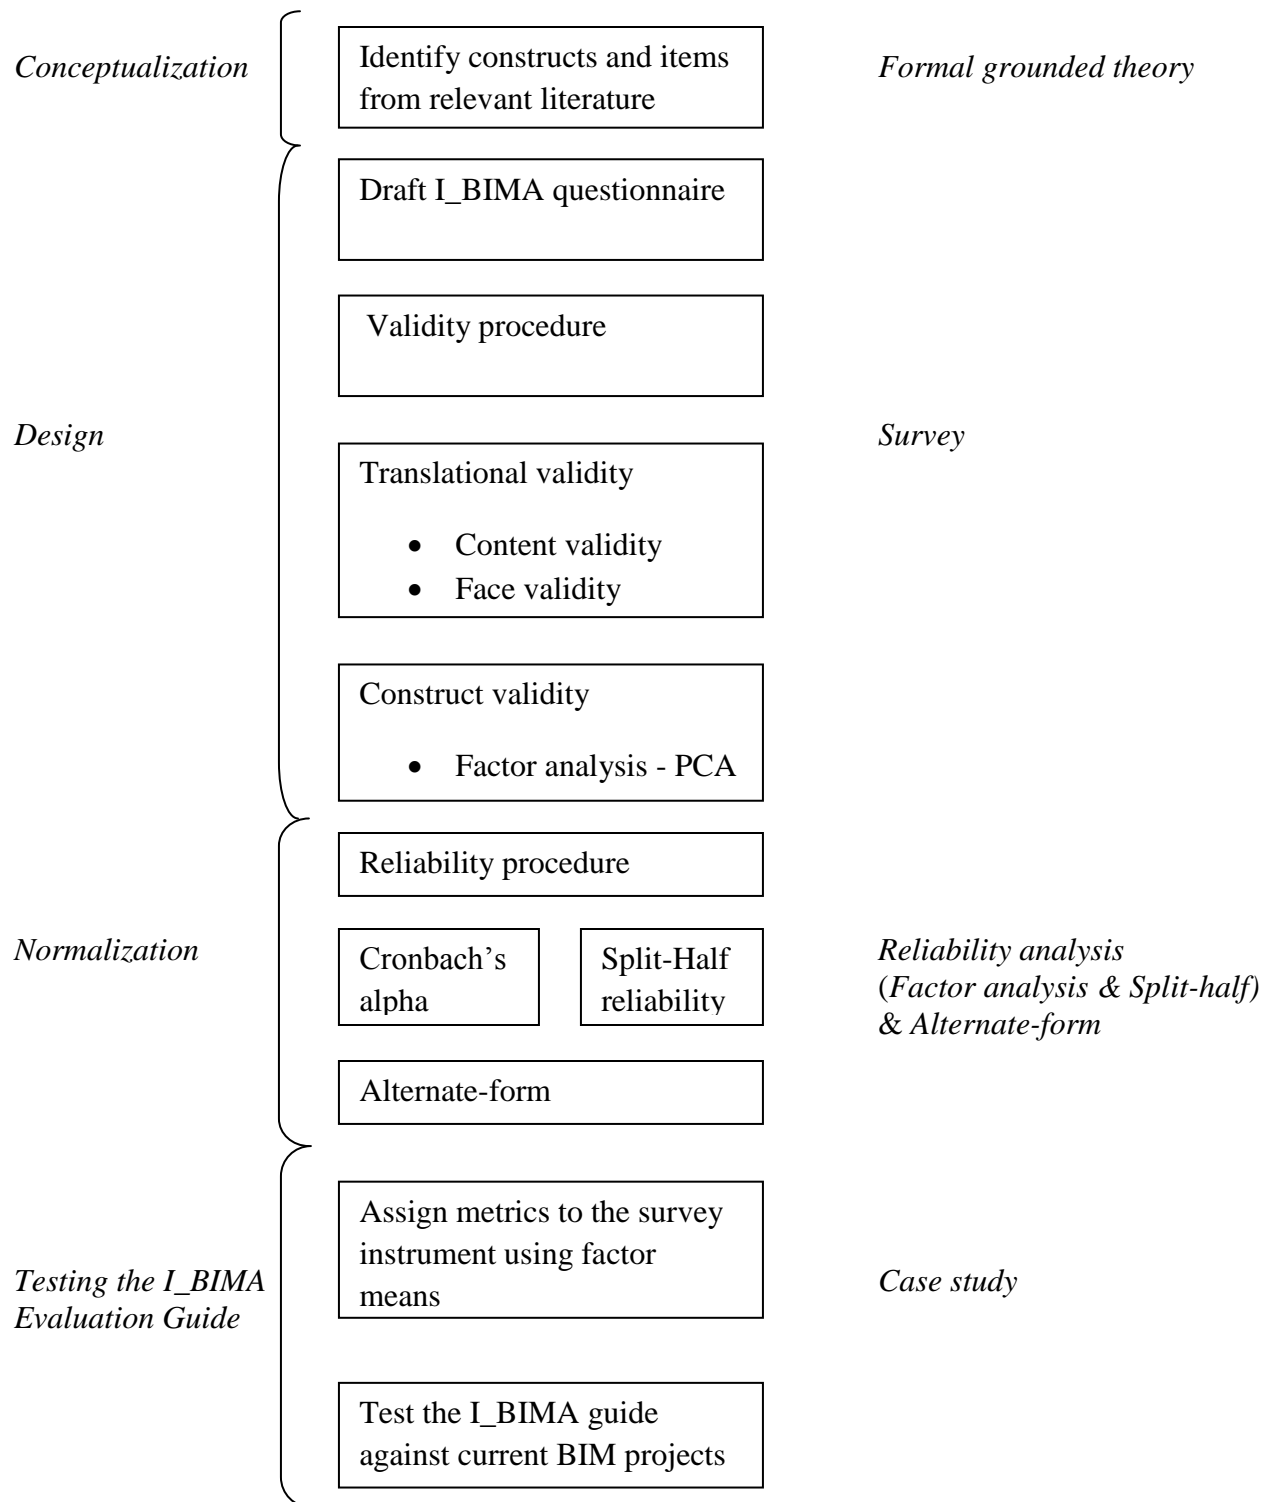 Conceptualization
Identify constructs and items
from relevant literature
Formal grounded theory
Draft I_BIMA questionnaire
Validity procedure
Design
Survey
Translational validity
• Content validity
• Face validity
Construct validity
• Factor analysis - PCA
Reliability procedure
Normalization
Cronbach’s
alpha
Split-Half
reliability
Reliability analysis
(Factor analysis & Split-half)
& Alternate-form
Alternate-form
Assign metrics to the survey
instrument using factor
means
Testing the I_BIMA
Evaluation Guide
Case study
Test the I_BIMA guide
against current BIM projects